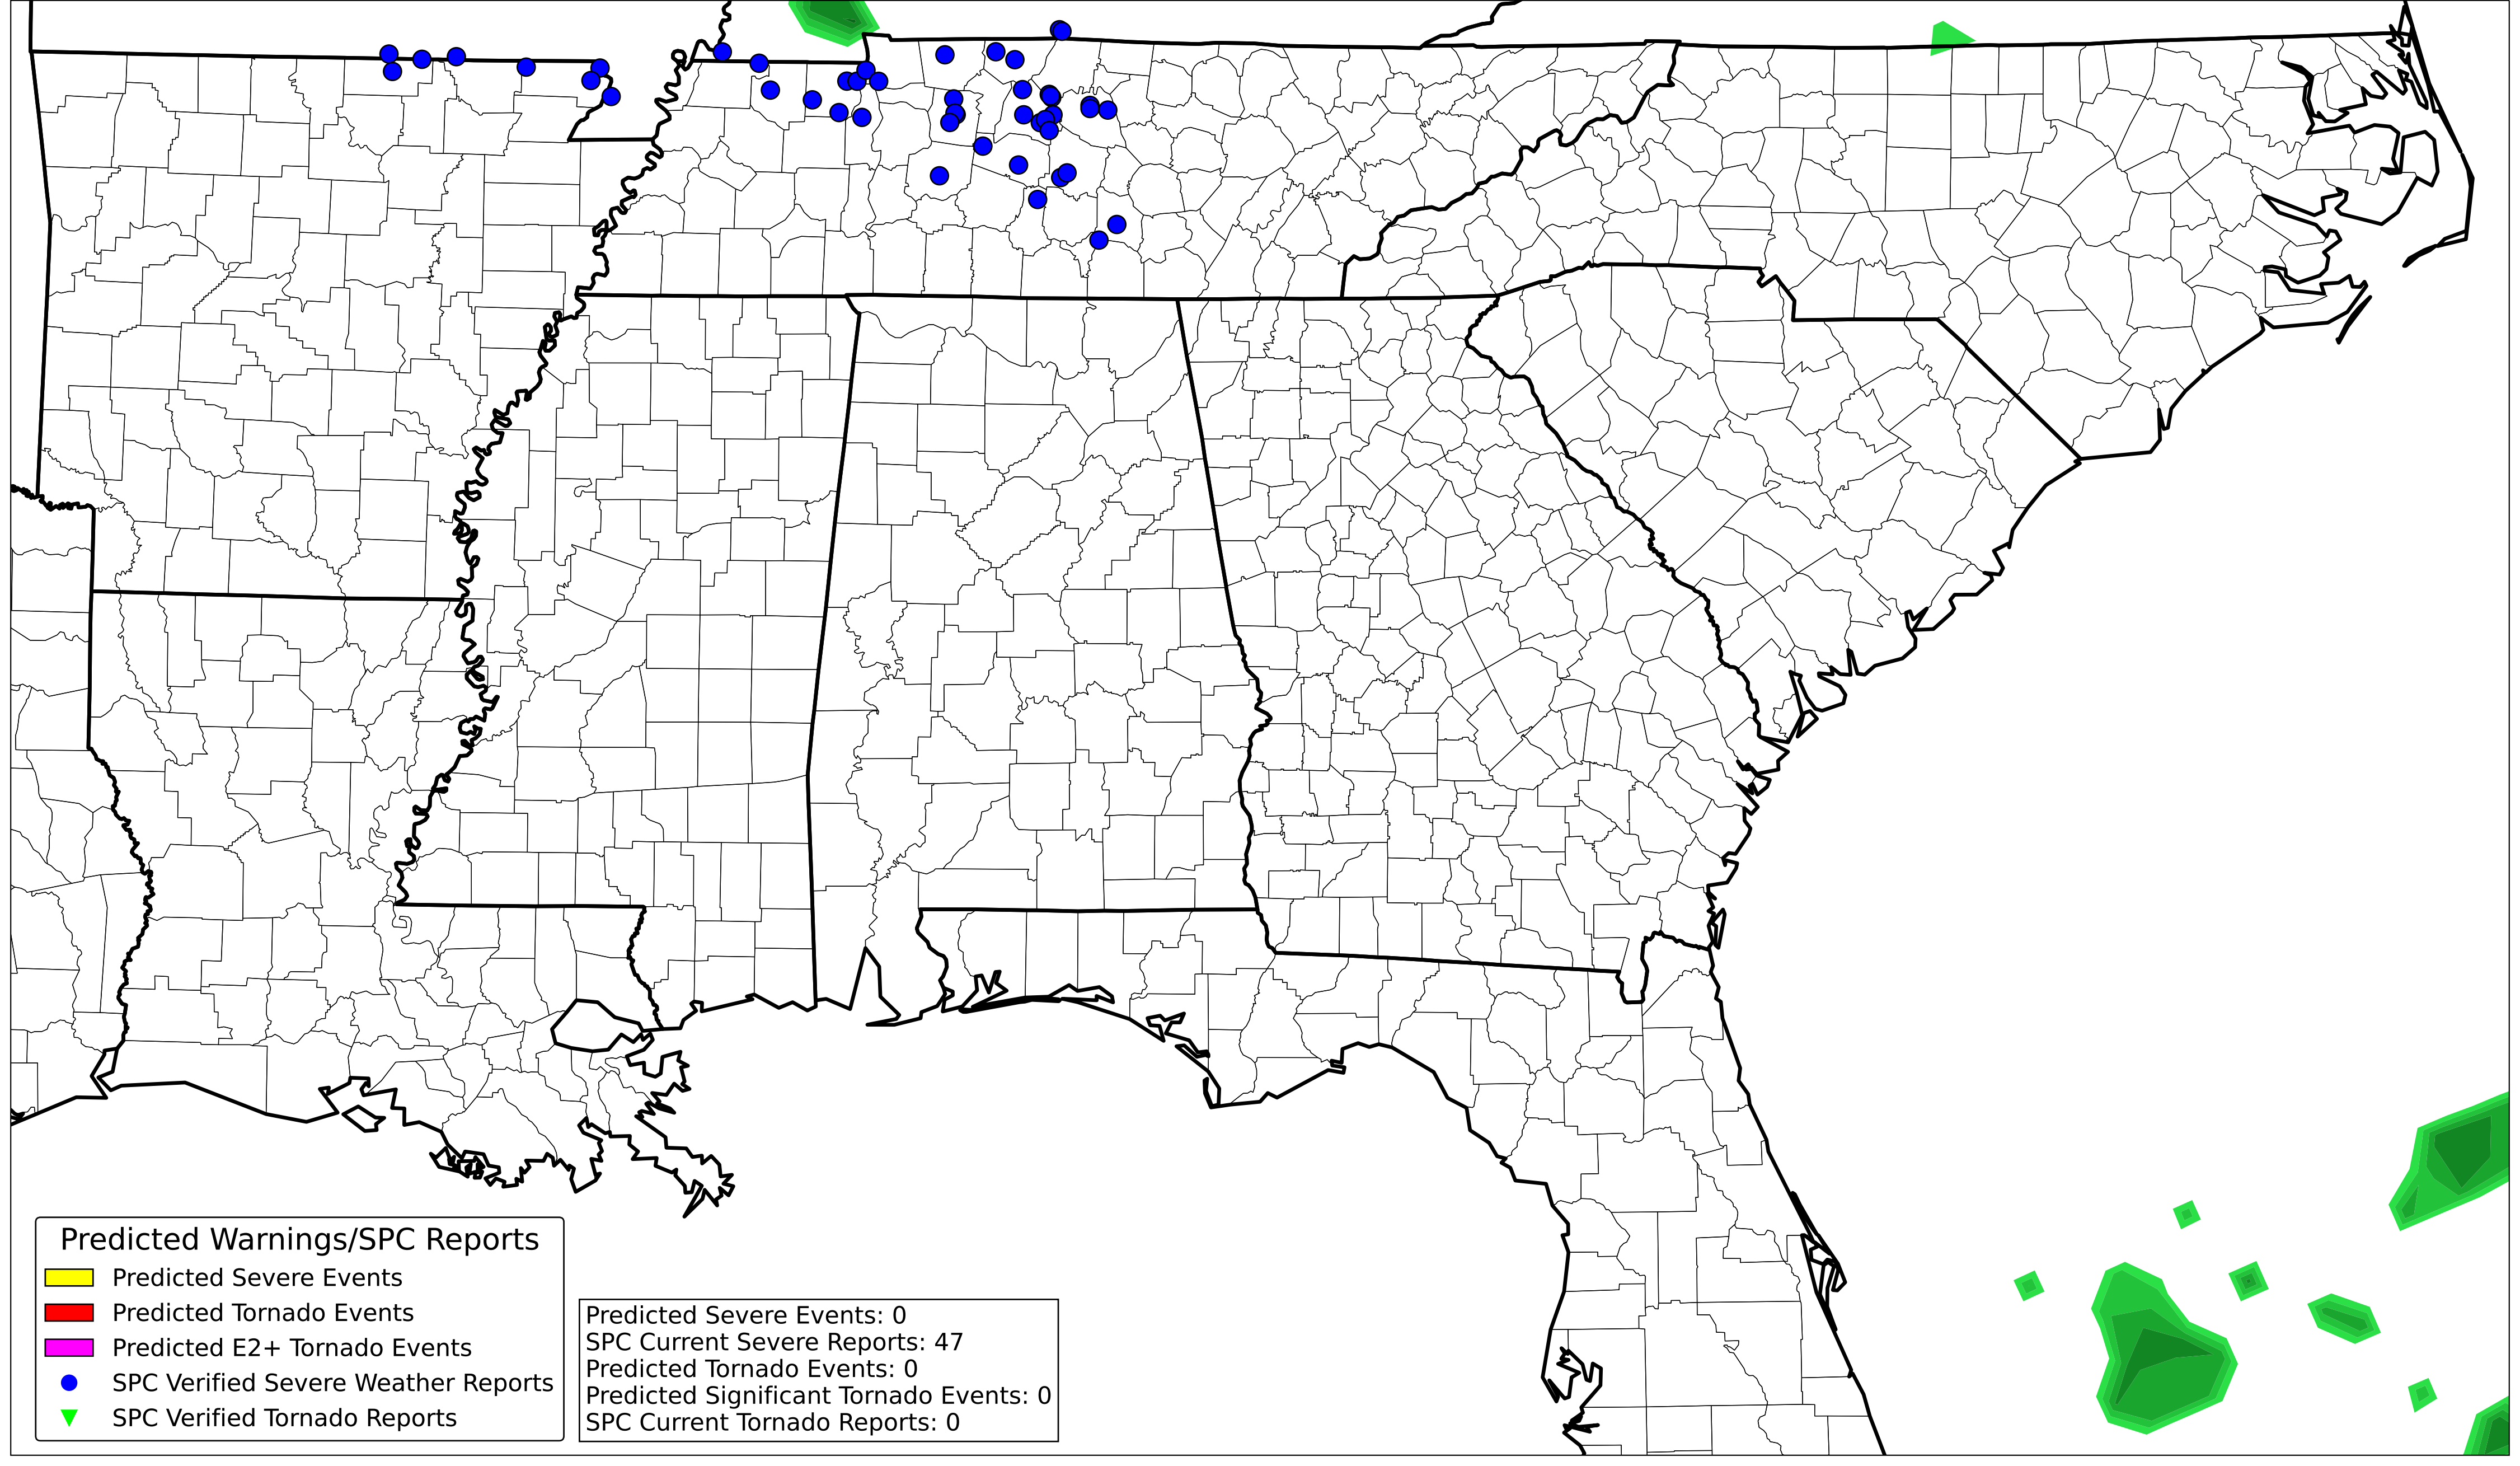 Predicted Warnings/SPC Reports
Predicted Severe Events
Predicted Tornado Events
Predicted E2+ Tornado Events
SPC Verified Severe Weather Reports
SPC Verified Tornado Reports
Predicted Severe Events: 0
SPC Current Severe Reports: 47
Predicted Tornado Events: 0
Predicted Significant Tornado Events: 0
SPC Current Tornado Reports: 0